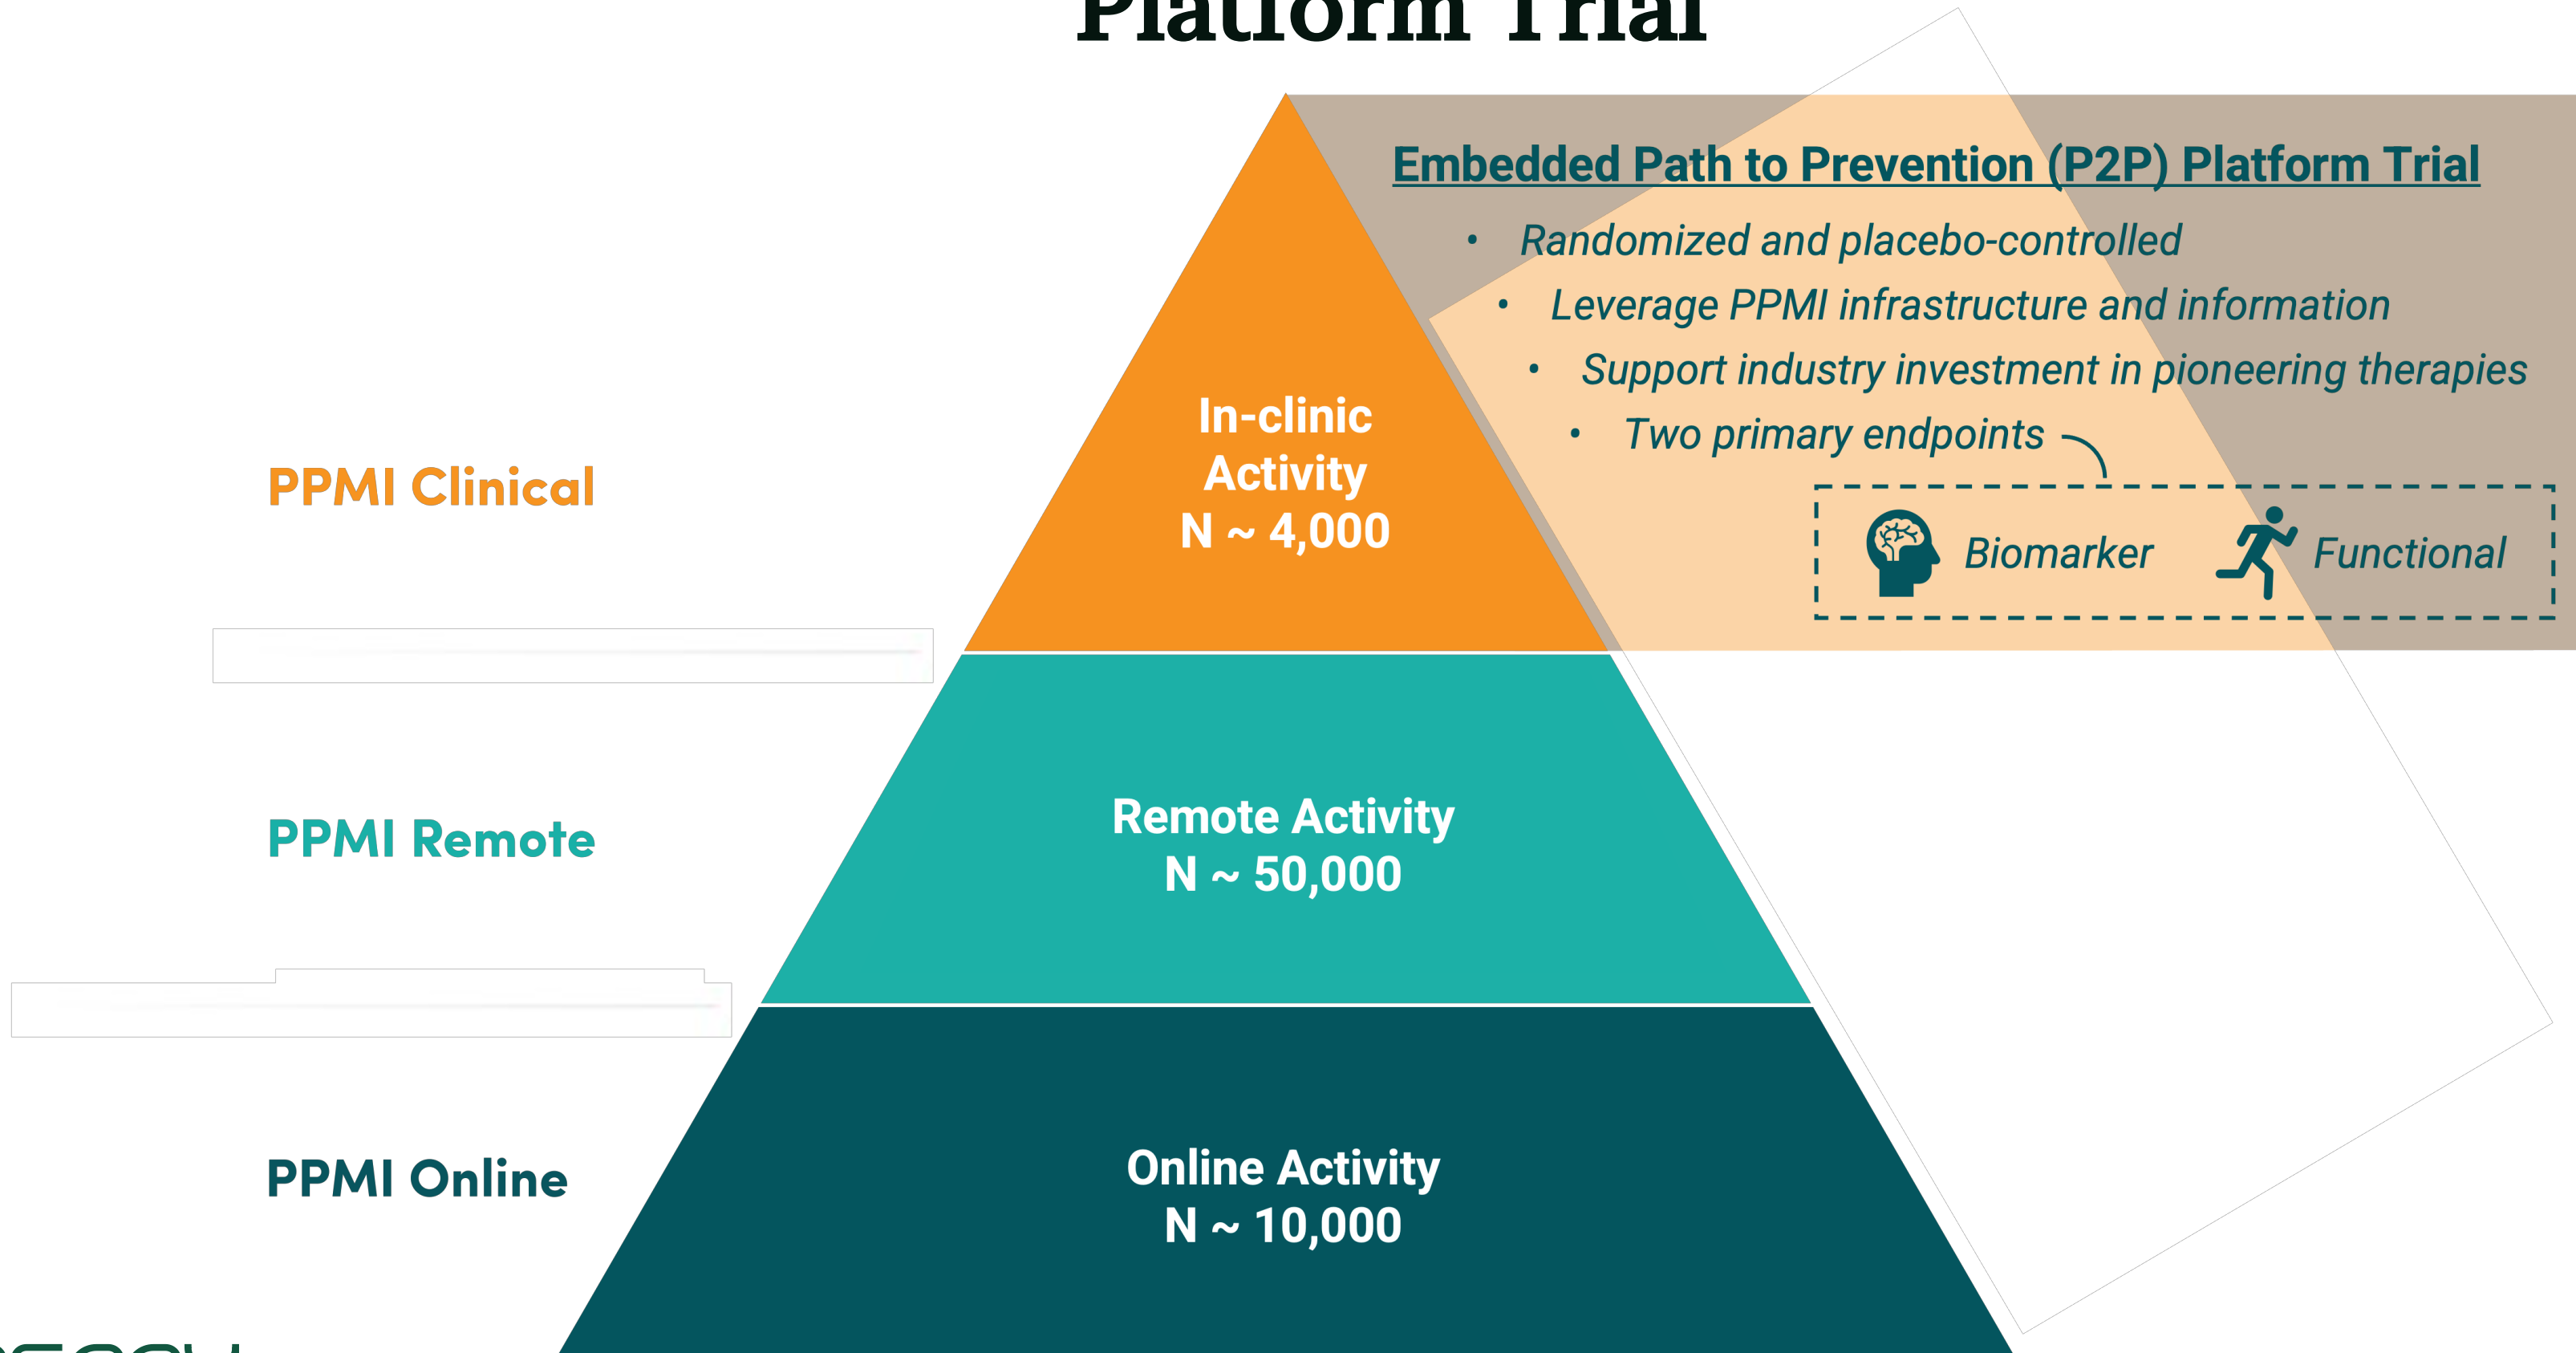 Platform Trial
Embedded Path to Prevention (P2P) Platform Trial
• Randomized and placebo-controlled
• Leverage PPMI infrastructure and information
• Support industry investment in pioneering therapies
• Two primary endpoints
Biomarker
Functional
PPMI Clinical
In-clinic
Activity
N ~ 4,000
PPMI Remote
Remote Activity
N ~ 50,000
PPMI Online
Online Activity
N ~ 10,000